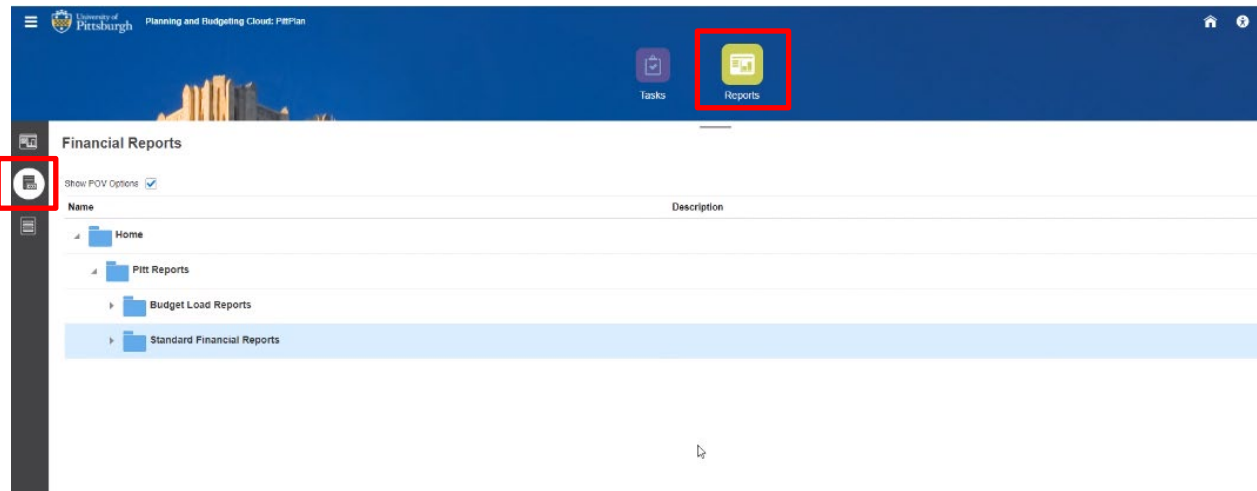 University of
Pittsburgh
Planning and Budgeting Cloud: PittPlan
Tasks
Reports
Financial Reports
Show POV Options
Name
Description
Home
Pitt Reports
Budget Load Reports
Standard Financial Reports